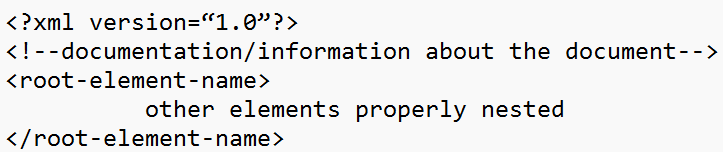 <?xml version=“1.0”?>
<!--documentation/information about the document-->
<root-element-name>
other elements properly nested
</root-element-name>